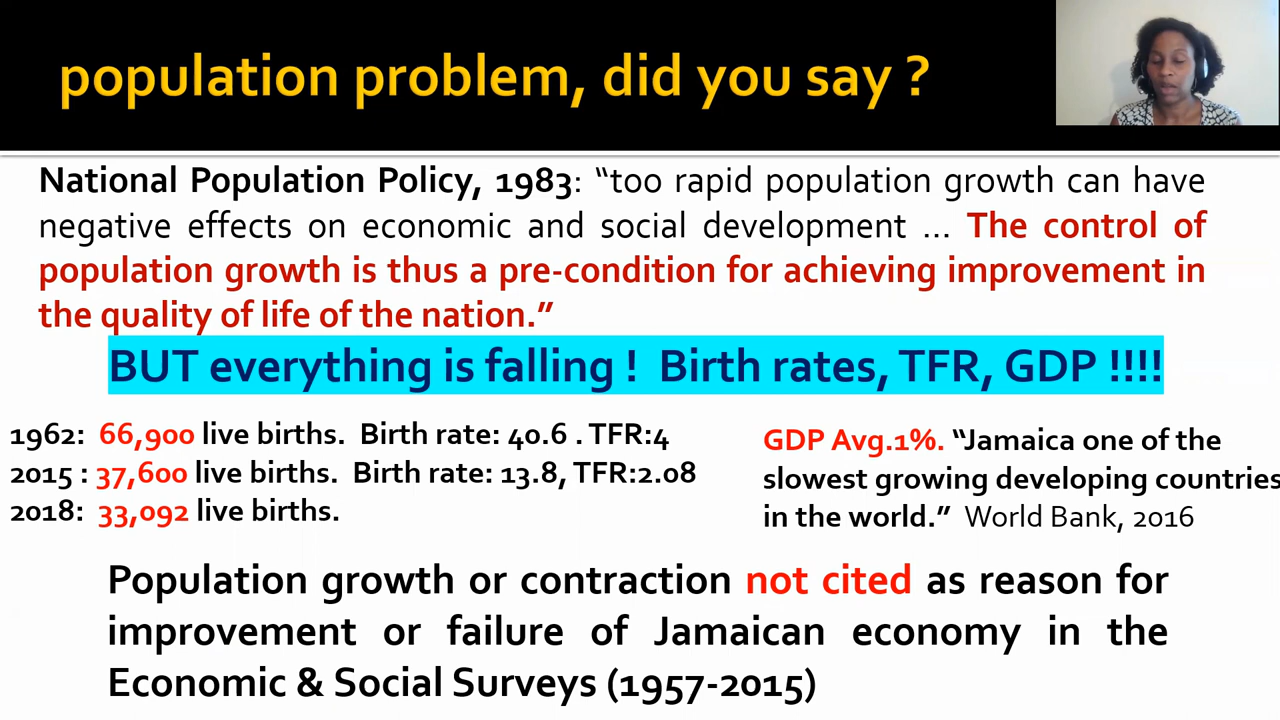 population problem, did you say ?
National Population Policy, 1983: “too rapid population growth can have
negative effects on economic and social development ... The control of
population growth is thus a pre-condition for achieving improvement in
the quality of life of the nation.”
BUT everything is falling ! Birth rates, TFR, GDP !!!!
1962: 66,900 live births. Birth rate: 40.6 . TFR:4
2015 : 37,600 live births. Birth rate: 13.8, TFR:2.08
2018: 33,092 live births.
GDP Avg.1%. “Jamaica one of the
slowest growing developing countries
in the world.” World Bank, 2016
Population growth or contraction not cited as reason for
improvement or failure of Jamaican economy in the
Economic & Social Surveys (1957-2015)